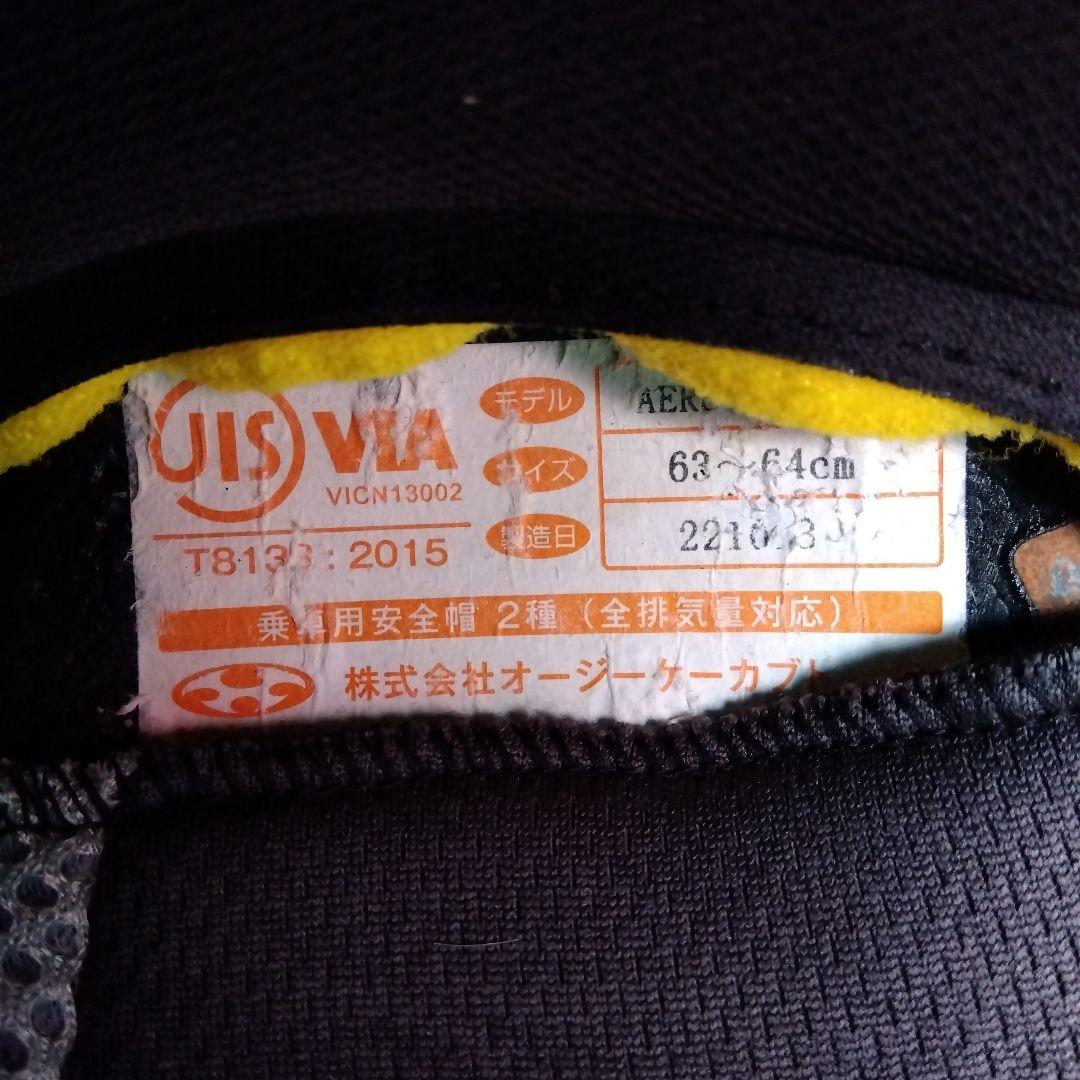 JIS VIA
VICN13002
T8133 : 2015
モデル
サイズ 63～64cm
製造日
乗車用安全帽 2種 (全排気量対応)
株式会社オージーケーカブト